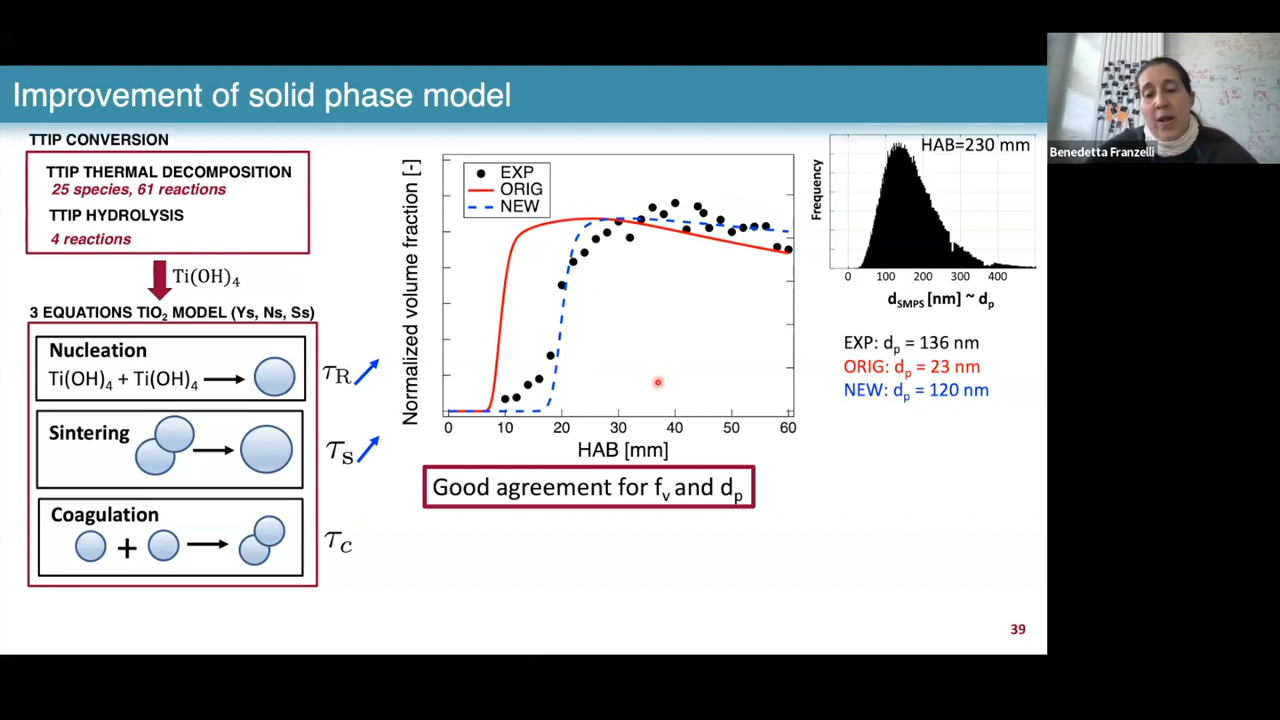 Improvement of solid phase model
TTIP CONVERSION
TTIP THERMAL DECOMPOSITION
25 species, 61 reactions
TTIP HYDROLYSIS
4 reactions
Ti(OH)₄
3 EQUATIONS TIO₂ MODEL (Ys, Ns, Ss)
Nucleation
Ti(OH)₄ + Ti(OH)₄
τR
Sintering
τs
Coagulation
+
τc
Normalized volume fraction [-]
EXP
ORIG
NEW
0 10 20 30 40 50 60
HAB [mm]
Good agreement for fᵥ and dₚ
HAB=230 mm
Frequency
0 100 200 300 400
dSMPS [nm] ~ dₚ
EXP: dₚ = 136 nm
ORIG: dₚ = 23 nm
NEW: dₚ = 120 nm
39
Benedetta Franzelli